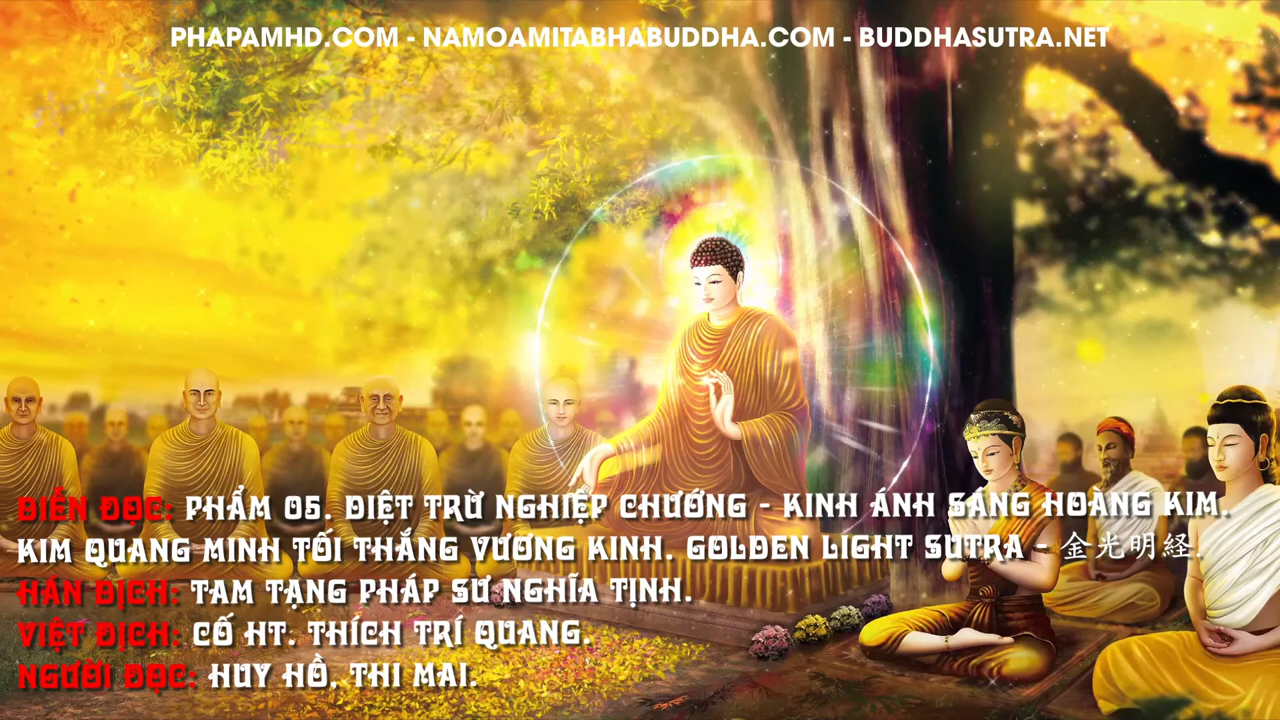 PHAPAMHD.COM - NAMOAMITABHABUDDHA.COM - BUDDHASUTRA.NET
DIỄN ĐỌC: PHẨM 05. DIỆT TRỪ NGHIỆP CHƯỚNG - KINH ÁNH SÁNG HOÀNG KIM.
KIM QUANG MINH TỐI THẮNG VƯƠNG KINH. GOLDEN LIGHT SUTRA - 金光明経.
HÁN DỊCH: TAM TẠNG PHÁP SƯ NGHĨA TỊNH.
VIỆT DỊCH: CỐ HT. THÍCH TRÍ QUANG.
NGƯỜI ĐỌC: HUY HỒ, THI MAI.